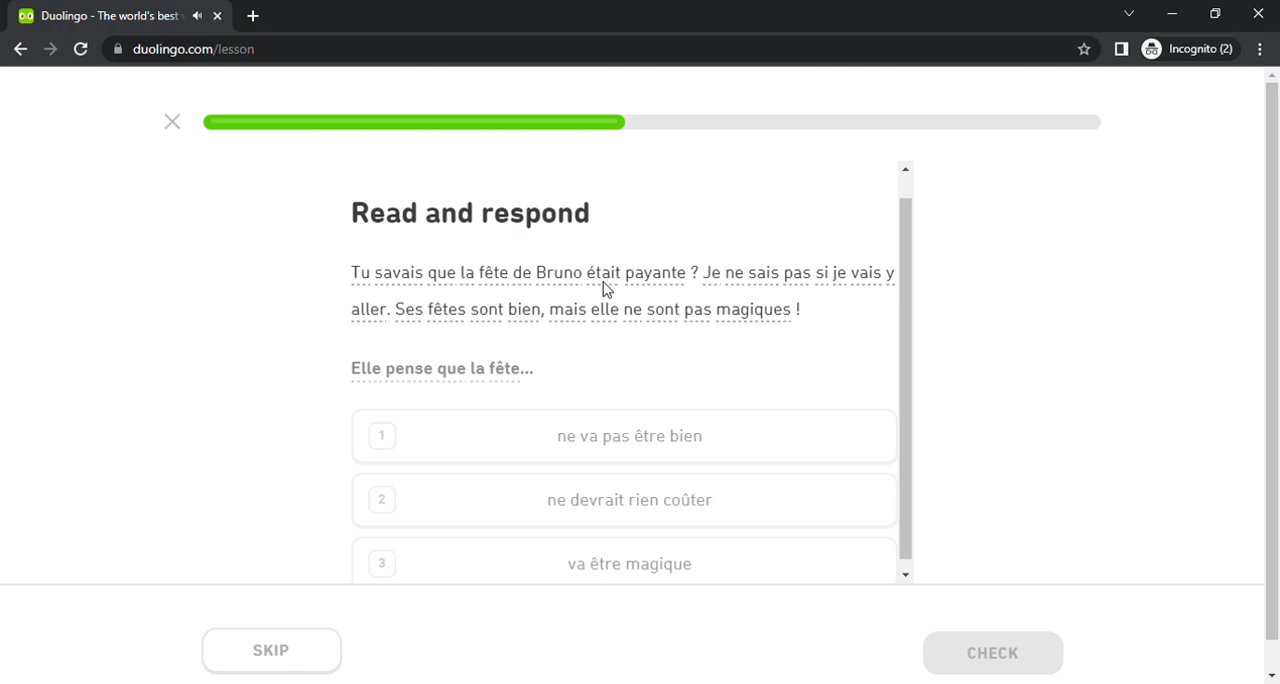 Duolingo - The world's best
duolingo.com/lesson
Incognito (2)
Read and respond
Tu savais que la fête de Bruno était payante ? Je ne sais pas si je vais y
aller. Ses fêtes sont bien, mais elle ne sont pas magiques !
Elle pense que la fête...
1 ne va pas être bien
2 ne devrait rien coûter
3 va être magique
SKIP
CHECK